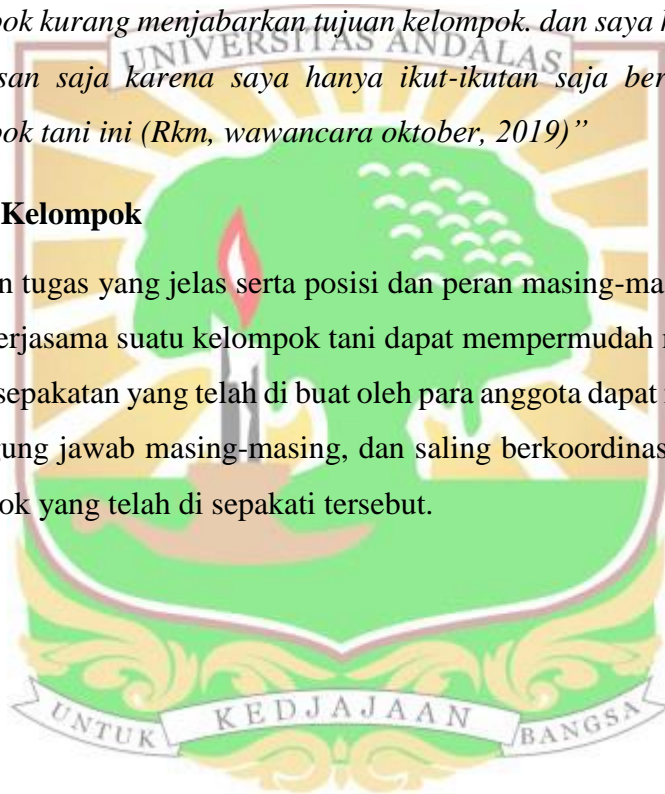 pok kurang menjabarkan tujuan kelompok. dan saya h
UNIVERSITAS ANDALAS
san saja karena saya hanya ikut-ikutan saja ber
pok tani ini (Rkm, wawancara oktober, 2019)”
Kelompok
n tugas yang jelas serta posisi dan peran masing-ma
erjasama suatu kelompok tani dapat mempermudah
sepakatan yang telah di buat oleh para anggota dapat
gung jawab masing-masing, dan saling berkoordinas
ok yang telah di sepakati tersebut.
UNTUK KEDJAJAAN BANGSA